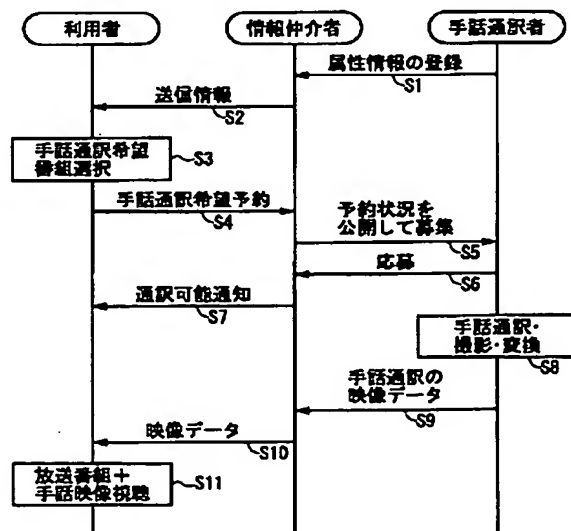 利用者
情報仲介者
手話通訳者
属性情報の登録
S1
送信情報
S2
手話通訳希望
番組選択
S3
手話通訳希望予約
S4
予約状況を
公開して募集
S5
応募
S6
通訳可能通知
S7
手話通訳・
撮影・変換
S8
手話通訳の
映像データ
S9
映像データ
S10
放送番組＋
手話映像視聴
S11